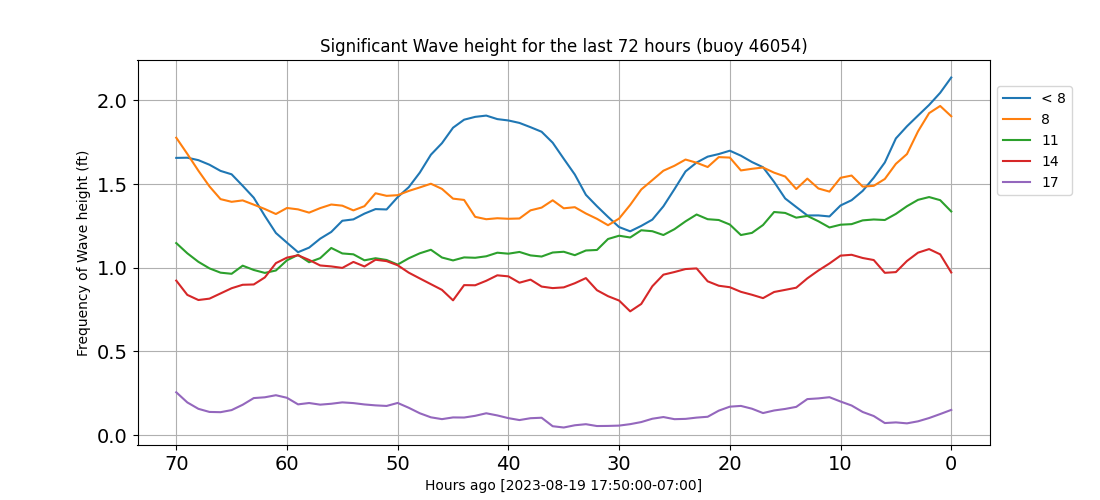 Significant Wave height for the last 72 hours (buoy 46054)
Frequency of Wave height (ft)
2.0
1.5
1.0
0.5
0.0
70 60 50 40 30 20 10 0
Hours ago [2023-08-19 17:50:00-07:00]
< 8
8
11
14
17